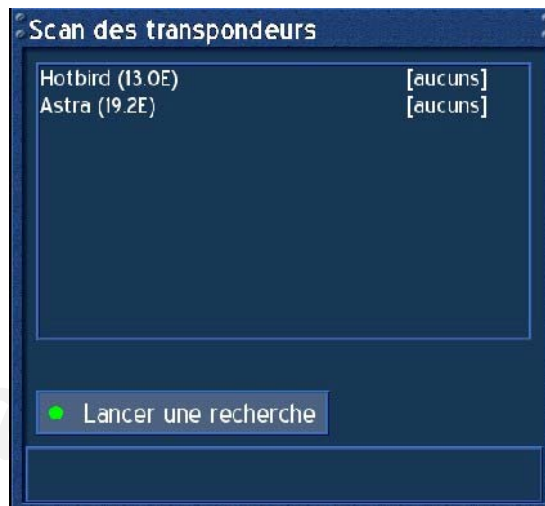 Scan des transpondeurs
Hotbird (13.0E) [aucuns]
Astra (19.2E) [aucuns]
Lancer une recherche